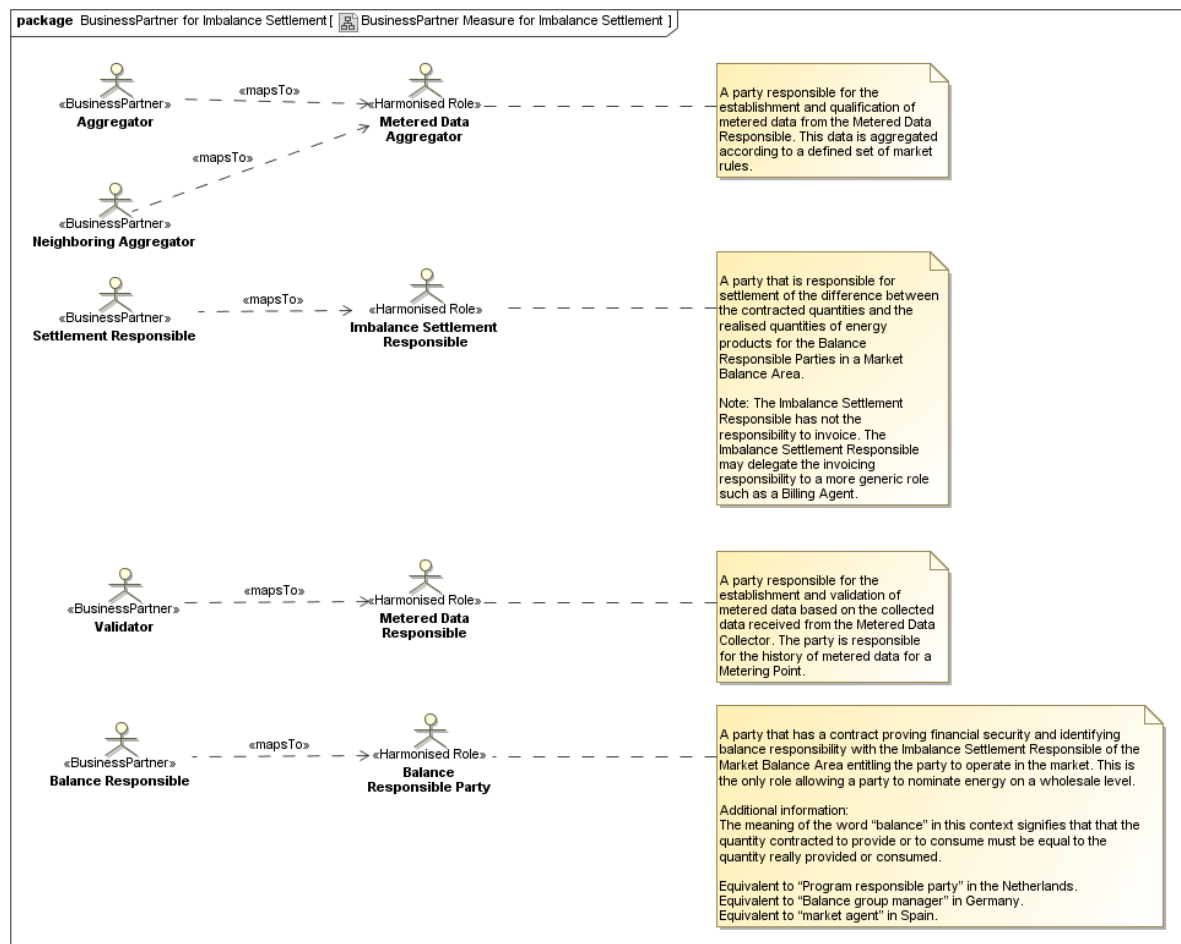 package BusinessPartner for Imbalance Settlement [ BusinessPartner Measure for Imbalance Settlement ]
«BusinessPartner»
Aggregator
«mapsTo»
«Harmonised Role»
Metered Data
Aggregator
A party responsible for the
establishment and qualification of
metered data from the Metered Data
Responsible. This data is aggregated
according to a defined set of market
rules.
«mapsTo»
«BusinessPartner»
Neighboring Aggregator
«BusinessPartner»
Settlement Responsible
«mapsTo»
«Harmonised Role»
Imbalance Settlement
Responsible
A party that is responsible for
settlement of the difference between
the contracted quantities and the
realised quantities of energy
products for the Balance
Responsible Parties in a Market
Balance Area.
Note: The Imbalance Settlement
Responsible has not the
responsibility to invoice. The
Imbalance Settlement Responsible
may delegate the invoicing
responsibility to a more generic role
such as a Billing Agent.
«BusinessPartner»
Validator
«mapsTo»
«Harmonised Role»
Metered Data
Responsible
A party responsible for the
establishment and validation of
metered data based on the collected
data received from the Metered Data
Collector. The party is responsible
for the history of metered data for a
Metering Point.
«BusinessPartner»
Balance Responsible
«mapsTo»
«Harmonised Role»
Balance
Responsible Party
A party that has a contract proving financial security and identifying
balance responsibility with the Imbalance Settlement Responsible of the
Market Balance Area entitling the party to operate in the market. This is
the only role allowing a party to nominate energy on a wholesale level.
Additional information:
The meaning of the word “balance” in this context signifies that that the
quantity contracted to provide or to consume must be equal to the
quantity really provided or consumed.
Equivalent to “Program responsible party” in the Netherlands.
Equivalent to “Balance group manager” in Germany.
Equivalent to “market agent” in Spain.